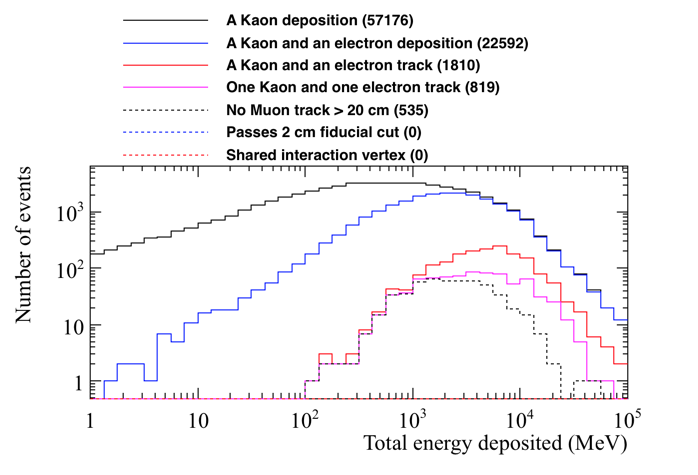 A Kaon deposition (57176)
A Kaon and an electron deposition (22592)
A Kaon and an electron track (1810)
One Kaon and one electron track (819)
No Muon track > 20 cm (535)
Passes 2 cm fiducial cut (0)
Shared interaction vertex (0)
Number of events
10³
10²
10
1
1 10 10² 10³ 10⁴ 10⁵
Total energy deposited (MeV)